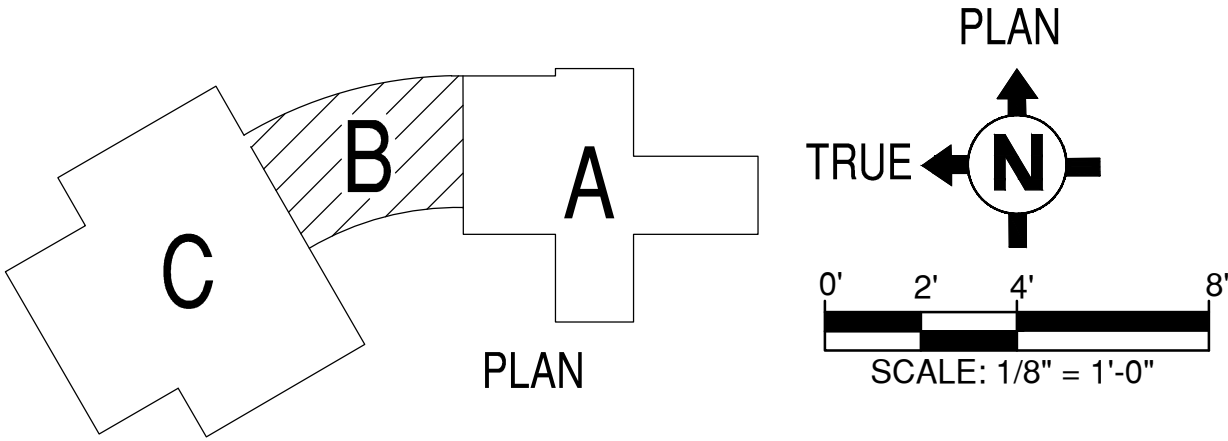 PLAN
TRUE
N
B
A
C
0' 2' 4' 8'
SCALE: 1/8" = 1'-0"
PLAN